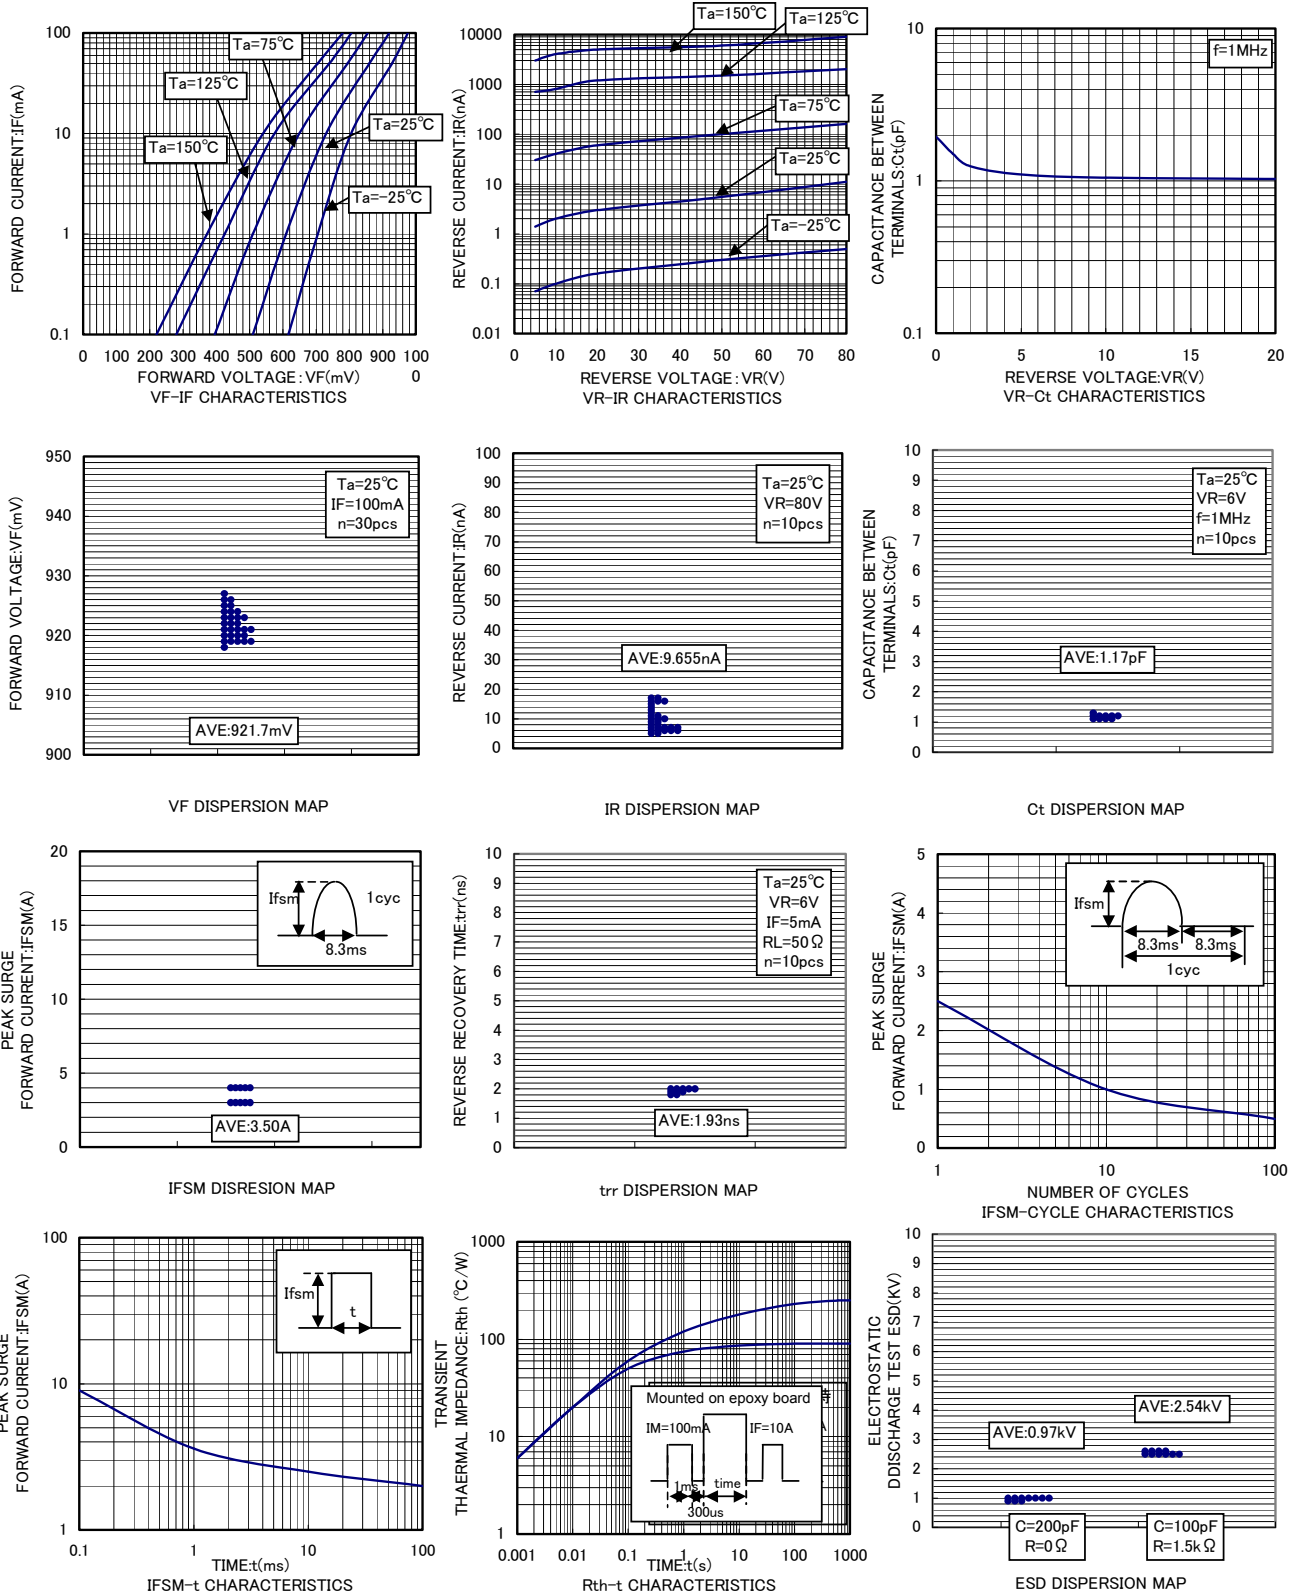 100
10
1
0.1
0 100 200 300 400 500 600 700 800 900 100
0
FORWARD CURRENT:IF(mA)
FORWARD VOLTAGE:VF(mV)
VF-IF CHARACTERISTICS
Ta=75℃
Ta=125℃
Ta=150℃
Ta=25℃
Ta=-25℃
10000
1000
100
10
1
0.1
0.01
0 10 20 30 40 50 60 70 80
REVERSE CURRENT:IR(nA)
REVERSE VOLTAGE:VR(V)
VR-IR CHARACTERISTICS
Ta=150℃
Ta=125℃
Ta=75℃
Ta=25℃
Ta=-25℃
10
1
0.1
0 5 10 15 20
CAPACITANCE BETWEEN
TERMINALS:Ct(pF)
REVERSE VOLTAGE:VR(V)
VR-Ct CHARACTERISTICS
f=1MHz
950
940
930
920
910
900
FORWARD VOLTAGE:VF(mV)
Ta=25℃
IF=100mA
n=30pcs
AVE:921.7mV
VF DISPERSION MAP
100
90
80
70
60
50
40
30
20
10
0
REVERSE CURRENT:IR(nA)
Ta=25℃
VR=80V
n=10pcs
AVE:9.655nA
IR DISPERSION MAP
10
9
8
7
6
5
4
3
2
1
0
CAPACITANCE BETWEEN
TERMINALS:Ct(pF)
Ta=25℃
VR=6V
f=1MHz
n=10pcs
AVE:1.17pF
Ct DISPERSION MAP
20
15
10
5
0
PEAK SURGE
FORWARD CURRENT:IFSM(A)
Ifsm
1cyc
8.3ms
AVE:3.50A
IFSM DISRESION MAP
10
9
8
7
6
5
4
3
2
1
0
REVERSE RECOVERY TIME:trr(ns)
Ta=25℃
VR=6V
IF=5mA
RL=50Ω
n=10pcs
AVE:1.93ns
trr DISPERSION MAP
5
4
3
2
1
0
1 10 100
PEAK SURGE
FORWARD CURRENT:IFSM(A)
Ifsm
8.3ms 8.3ms
1cyc
NUMBER OF CYCLES
IFSM-CYCLE CHARACTERISTICS
100
10
1
0.1 1 10 100
PEAK SURGE
FORWARD CURRENT:IFSM(A)
Ifsm
t
TIME:t(ms)
IFSM-t CHARACTERISTICS
1000
100
10
1
0.001 0.01 0.1 1 10 100 1000
TRANSIENT
THAERMAL IMPEDANCE:Rth (℃/W)
Mounted on epoxy board
IM=100mA IF=10A
1ms time
300us
TIME:t(s)
Rth-t CHARACTERISTICS
10
9
8
7
6
5
4
3
2
1
0
ELECTROSTATIC
DDISCHARGE TEST ESD(KV)
AVE:2.54kV
AVE:0.97kV
C=200pF
R=0Ω
C=100pF
R=1.5kΩ
ESD DISPERSION MAP